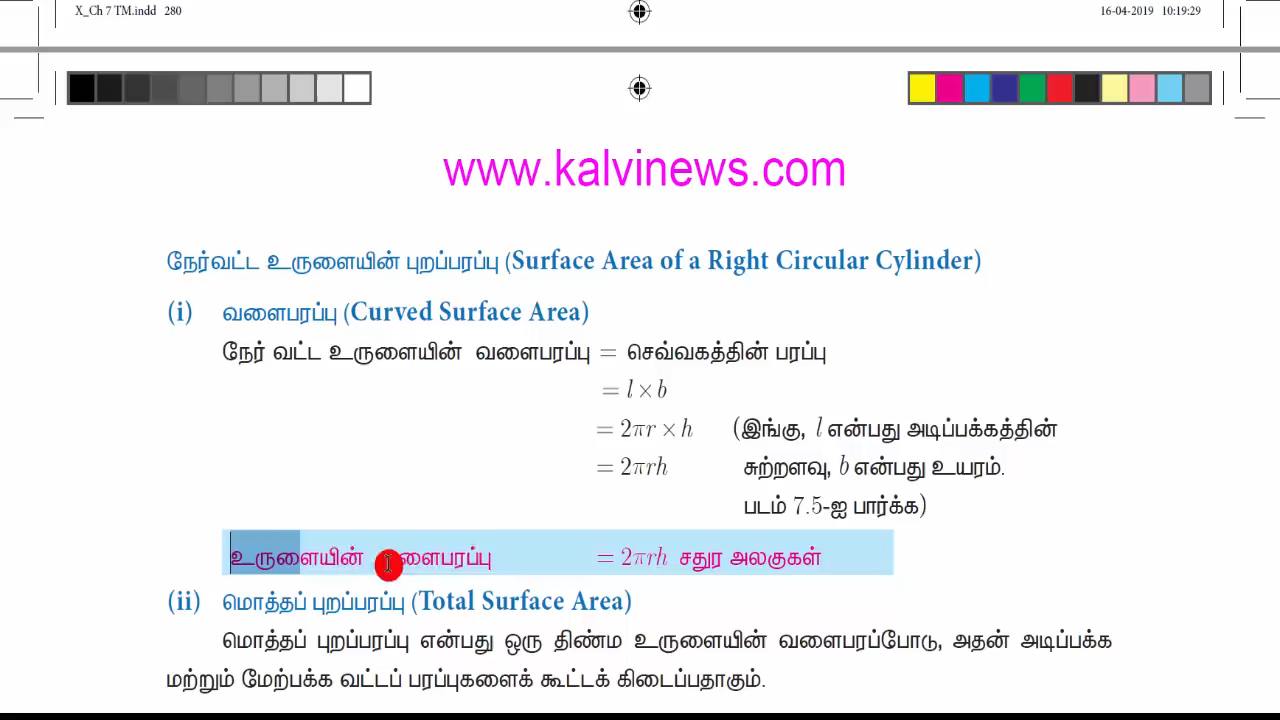 X_Ch 7 TM.indd 280 16-04-2019 10:19:29
www.kalvinews.com
நேர்வட்ட உருளையின் புறப்பரப்பு (Surface Area of a Right Circular Cylinder)
(i) வளைபரப்பு (Curved Surface Area)
நேர் வட்ட உருளையின் வளைபரப்பு = செவ்வகத்தின் பரப்பு
= l × b
= 2πr × h (இங்கு, l என்பது அடிப்பக்கத்தின்
= 2πrh சுற்றளவு, b என்பது உயரம்.
படம் 7.5-ஐ பார்க்க)
உருளையின் வளைபரப்பு = 2πrh சதுர அலகுகள்
(ii) மொத்தப் புறப்பரப்பு (Total Surface Area)
மொத்தப் புறப்பரப்பு என்பது ஒரு திண்ம உருளையின் வளைபரப்போடு, அதன் அடிப்பக்க
மற்றும் மேற்பக்க வட்டப் பரப்புகளைக் கூட்டக் கிடைப்பதாகும்.